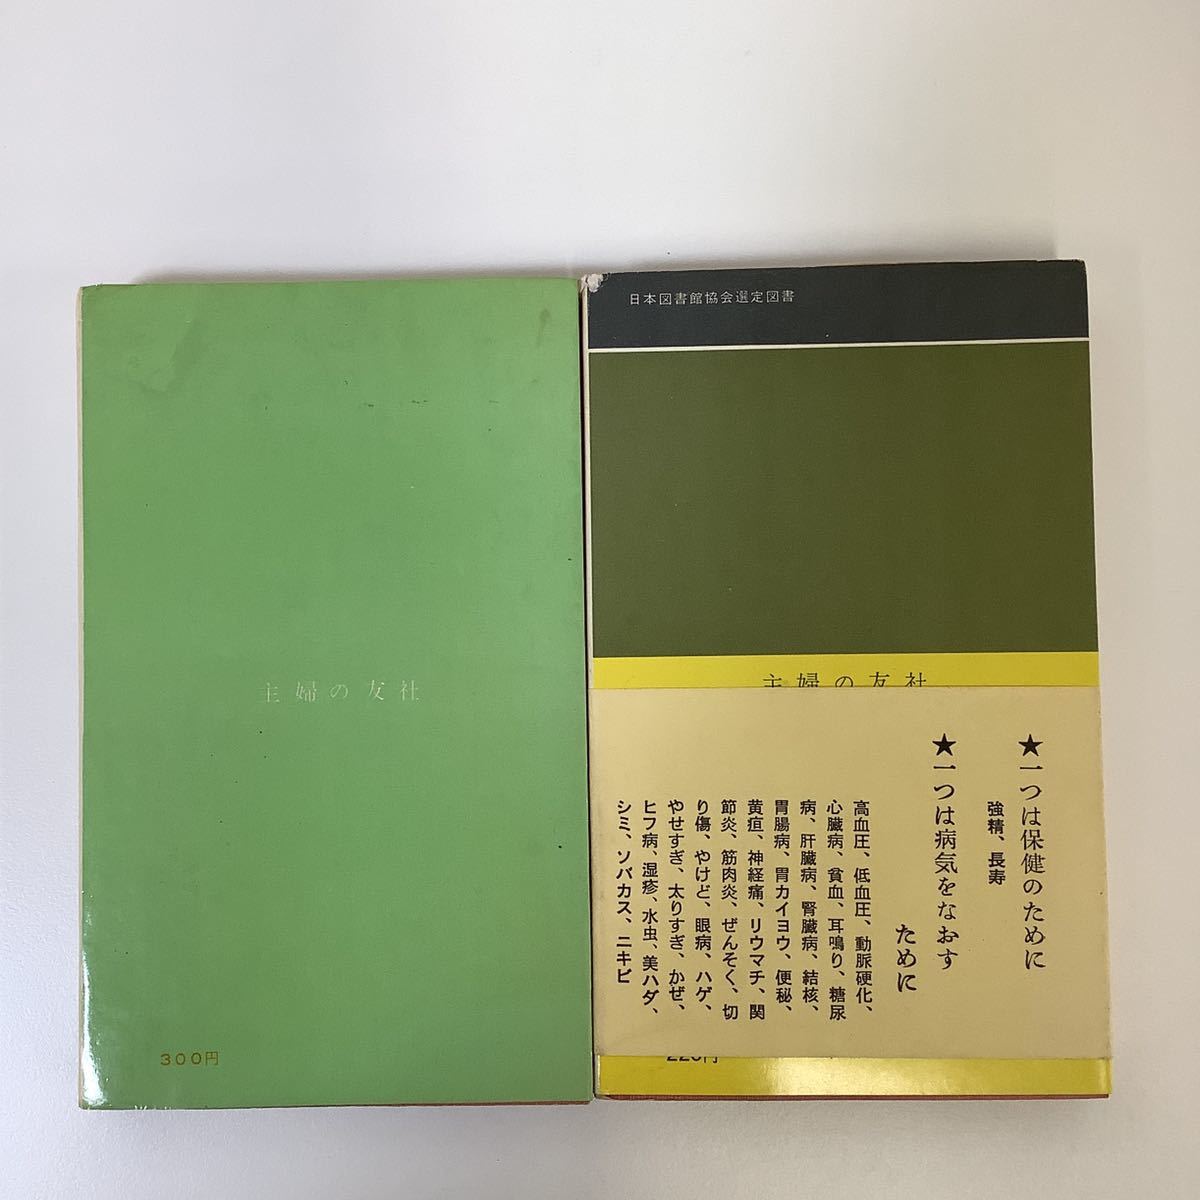 主婦の友社
300円
日本図書館協会選定図書
主婦の友社
★一つは保健のために
強精、長寿
★一つは病気をなおす
ために
高血圧、低血圧、動脈硬化、
心臓病、貧血、耳鳴り、糖尿
病、肝臓病、腎臓病、結核、
胃腸病、胃カイヨウ、便秘、
黄疸、神経痛、リウマチ、関
節炎、筋肉炎、ぜんそく、切
り傷、やけど、眼病、ハゲ、
やせすぎ、太りすぎ、かぜ、
ヒフ病、湿疹、水虫、美ハダ、
シミ、ソバカス、ニキビ